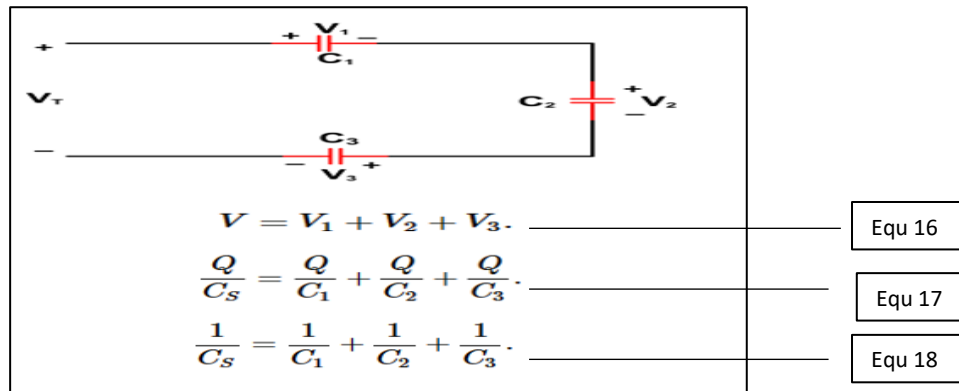 + V₁ −
C₁
+
V_T
−
C₂ + V₂ −
C₃
− V₃ +
V = V₁ + V₂ + V₃.
Equ 16
Q/C_S = Q/C₁ + Q/C₂ + Q/C₃.
Equ 17
1/C_S = 1/C₁ + 1/C₂ + 1/C₃.
Equ 18